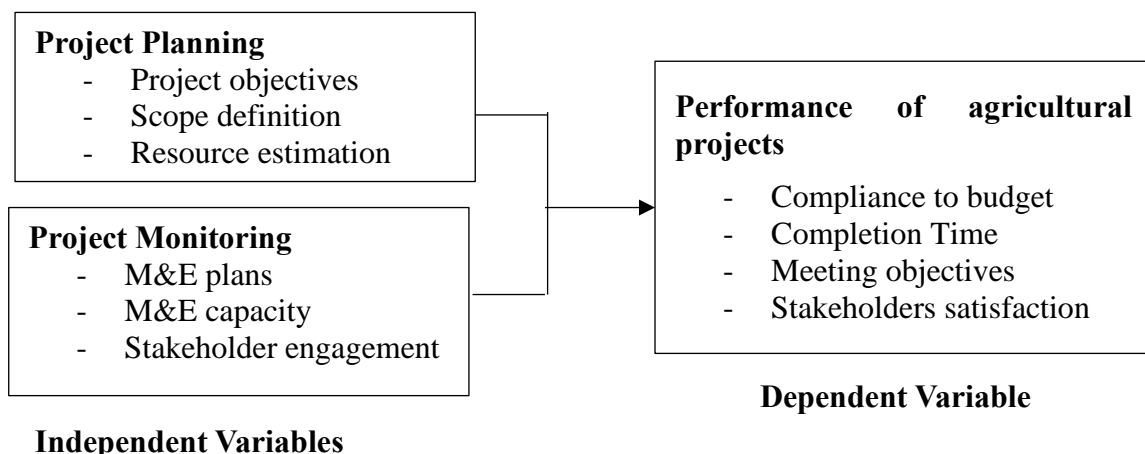 Project Planning
- Project objectives
- Scope definition
- Resource estimation
Project Monitoring
- M&E plans
- M&E capacity
- Stakeholder engagement
Independent Variables
Performance of agricultural
projects
- Compliance to budget
- Completion Time
- Meeting objectives
- Stakeholders satisfaction
Dependent Variable